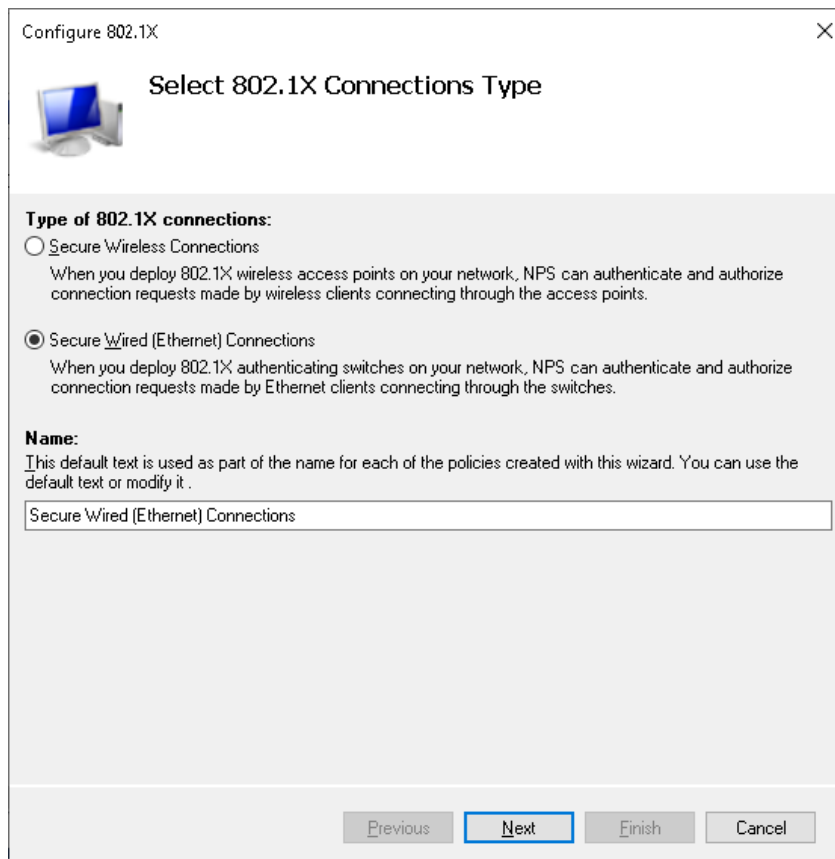 Configure 802.1X
Select 802.1X Connections Type
Type of 802.1X connections:
Secure Wireless Connections
When you deploy 802.1X wireless access points on your network, NPS can authenticate and authorize
connection requests made by wireless clients connecting through the access points.
Secure Wired (Ethernet) Connections
When you deploy 802.1X authenticating switches on your network, NPS can authenticate and authorize
connection requests made by Ethernet clients connecting through the switches.
Name:
This default text is used as part of the name for each of the policies created with this wizard. You can use the
default text or modify it .
Secure Wired (Ethernet) Connections
Previous Next Finish Cancel